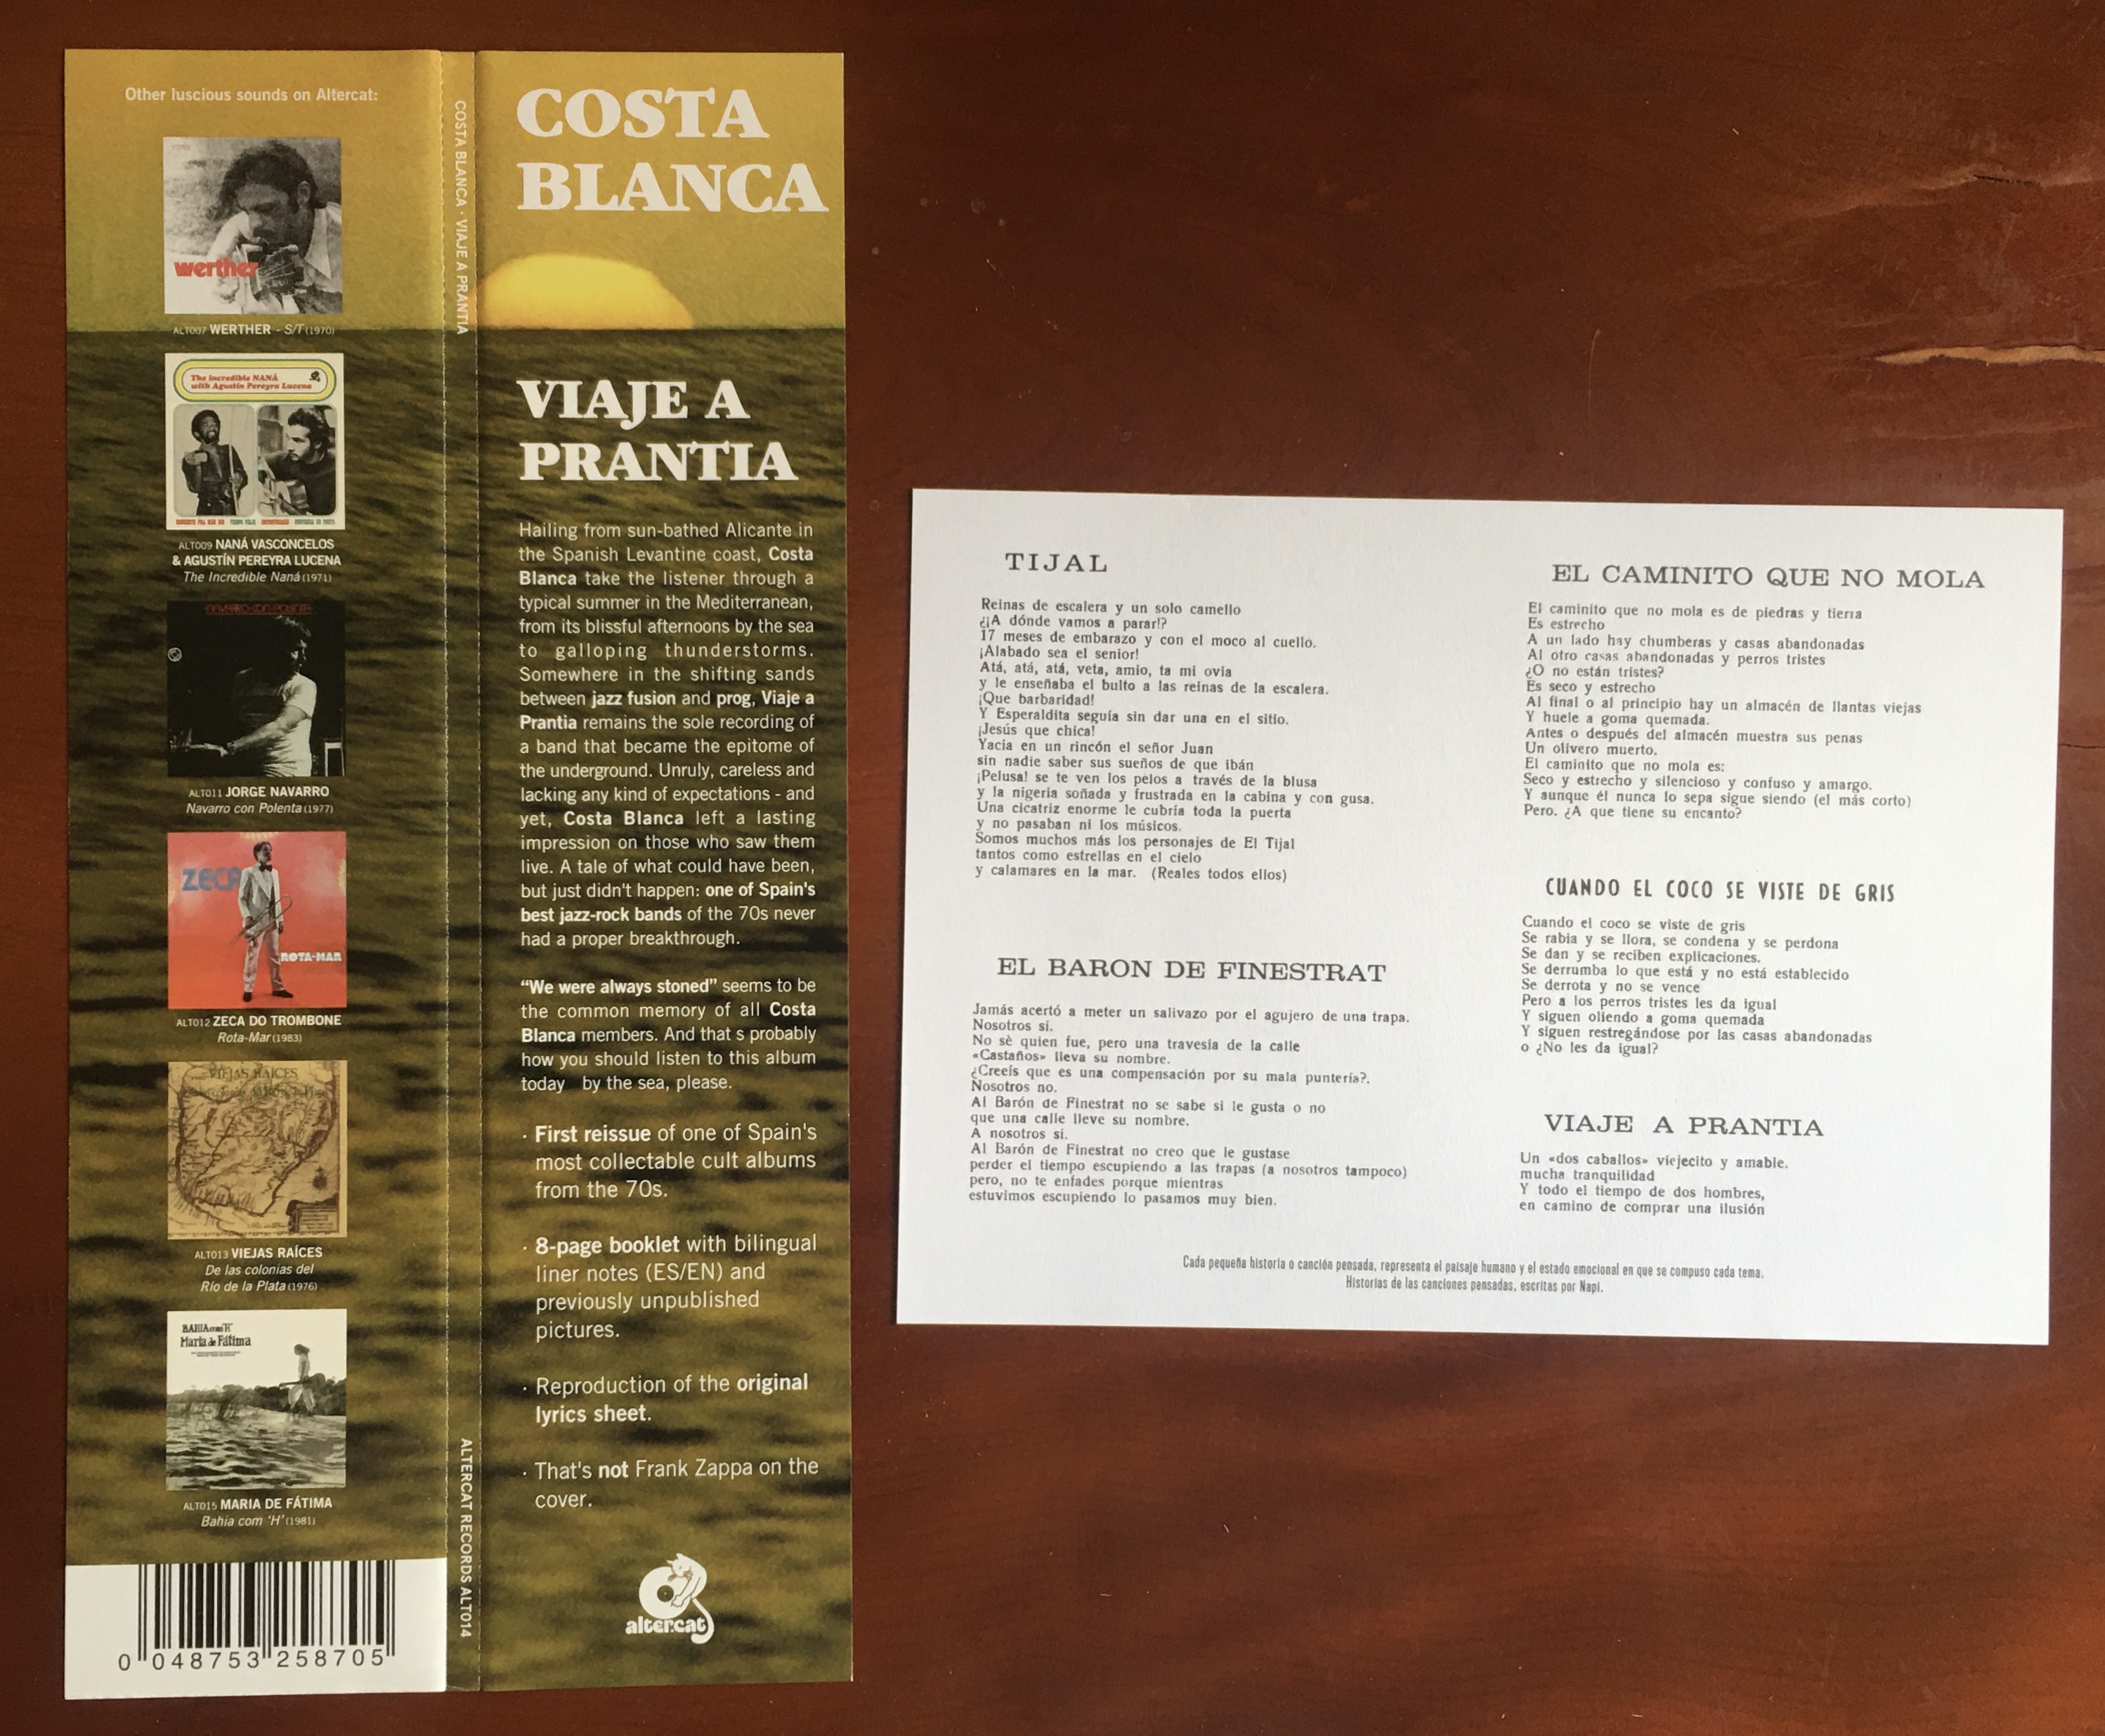 Other luscious sounds on Altercat:
werther
ALT007 WERTHER - S/T (1970)
The Incredible NANÁ
with Agustín Pereyra Lucena
ALT009 NANÁ VASCONCELOS
& AGUSTÍN PEREYRA LUCENA
The Incredible Naná (1971)
NAVARRO CON POLENTA
ALT011 JORGE NAVARRO
Navarro con Polenta (1977)
ZECA
ROTA-MAR
ALT012 ZECA DO TROMBONE
Rota-Mar (1983)
VIEJAS RAICES
ALT013 VIEJAS RAÍCES
De las colonias del
Río de la Plata (1976)
BAHIA com 'H'
Maria de Fátima
ALT015 MARIA DE FÁTIMA
Bahia com 'H' (1981)
0 048753 258705
COSTA BLANCA · VIAJE A PRANTIA
ALTERCAT RECORDS ALT014
COSTA
BLANCA
VIAJE A
PRANTIA
Hailing from sun-bathed Alicante in
the Spanish Levantine coast, Costa
Blanca take the listener through a
typical summer in the Mediterranean,
from its blissful afternoons by the sea
to galloping thunderstorms.
Somewhere in the shifting sands
between jazz fusion and prog, Viaje a
Prantia remains the sole recording of
a band that became the epitome of
the underground. Unruly, careless and
lacking any kind of expectations - and
yet, Costa Blanca left a lasting
impression on those who saw them
live. A tale of what could have been,
but just didn't happen: one of Spain's
best jazz-rock bands of the 70s never
had a proper breakthrough.
“We were always stoned” seems to be
the common memory of all Costa
Blanca members. And that s probably
how you should listen to this album
today by the sea, please.
· First reissue of one of Spain's
most collectable cult albums
from the 70s.
· 8-page booklet with bilingual
liner notes (ES/EN) and
previously unpublished
pictures.
· Reproduction of the original
lyrics sheet.
· That's not Frank Zappa on the
cover.
altercat
TIJAL
Reinas de escalera y un solo camello
¿¡A dónde vamos a parar!?
17 meses de embarazo y con el moco al cuello.
¡Alabado sea el senior!
Atá, atá, atá, veta, amio, ta mi ovia
y le enseñaba el bulto a las reinas de la escalera.
¡Que barbaridad!
Y Esperaldita seguía sin dar una en el sitio.
¡Jesús que chica!
Yacía en un rincón el señor Juan
sin nadie saber sus sueños de que ibán
¡Pelusa! se te ven los pelos a través de la blusa
y la nigeria soñada y frustrada en la cabina y con gusa.
Una cicatriz enorme le cubría toda la puerta
y no pasaban ni los músicos.
Somos muchos más los personajes de El Tijal
tantos como estrellas en el cielo
y calamares en la mar. (Reales todos ellos)
EL BARON DE FINESTRAT
Jamás acertó a meter un salivazo por el agujero de una trapa.
Nosotros sí.
No sè quien fue, pero una travesía de la calle
«Castaños» lleva su nombre.
¿Creeís que es una compensación por su mala puntería?.
Nosotros no.
Al Barón de Finestrat no se sabe si le gusta o no
que una calle lleve su nombre.
A nosotros sí.
Al Barón de Finestrat no creo que le gustase
perder el tiempo escupiendo a las trapas (a nosotros tampoco)
pero, no te enfades porque mientras
estuvimos escupiendo lo pasamos muy bien.
EL CAMINITO QUE NO MOLA
El caminito que no mola es de piedras y tierra
Es estrecho
A un lado hay chumberas y casas abandonadas
Al otro casas abandonadas y perros tristes
¿O no están tristes?
Es seco y estrecho
Al final o al principio hay un almacén de llantas viejas
Y huele a goma quemada.
Antes o después del almacén muestra sus penas
Un olivero muerto.
El caminito que no mola es:
Seco y estrecho y silencioso y confuso y amargo.
Y aunque él nunca lo sepa sigue siendo (el más corto)
Pero. ¿A que tiene su encanto?
CUANDO EL COCO SE VISTE DE GRIS
Cuando el coco se viste de gris
Se rabia y se llora, se condena y se perdona
Se dan y se reciben explicaciones.
Se derrumba lo que está y no está establecido
Se derrota y no se vence
Pero a los perros tristes les da igual
Y siguen oliendo a goma quemada
Y siguen restregándose por las casas abandonadas
o ¿No les da igual?
VIAJE A PRANTIA
Un «dos caballos» viejecito y amable.
mucha tranquilidad
Y todo el tiempo de dos hombres,
en camino de comprar una ilusión
Cada pequeña historia o canción pensada, representa el paisaje humano y el estado emocional en que se compuso cada tema.
Historias de las canciones pensadas, escritas por Napi.